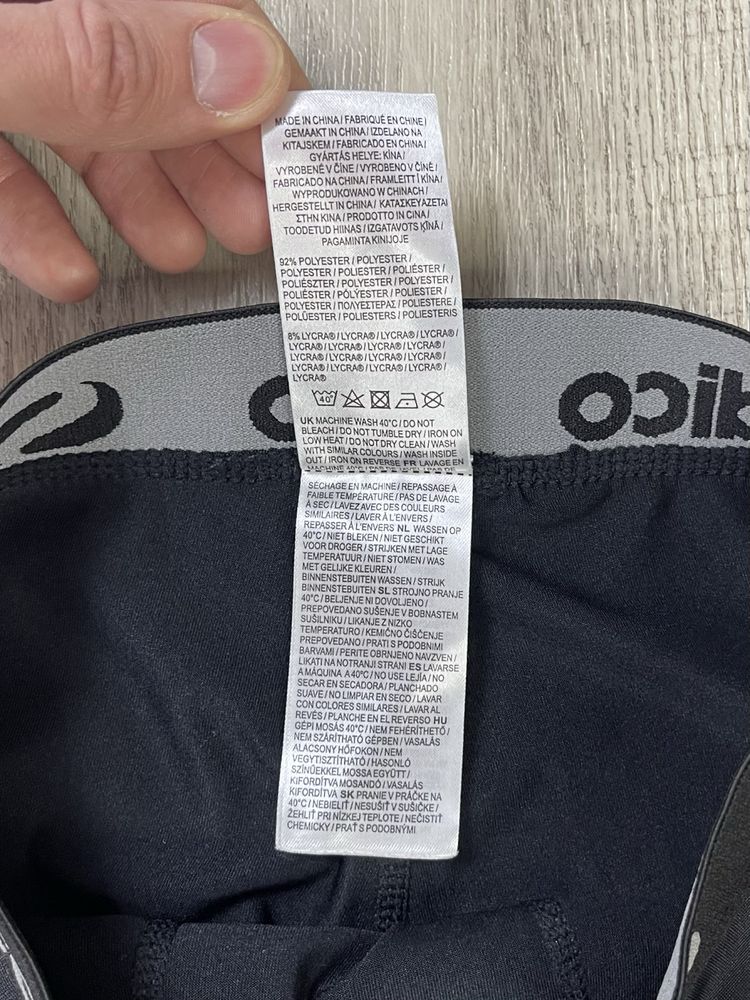 MADE IN CHINA / FABRIQUÉ EN CHINE /
GEMAAKT IN CHINA / IZDELANO NA
KITAJSKEM / FABRICADO EN CHINA /
GYÁRTÁS HELYE: KÍNA /
VYROBENÉ V ČÍNE / VYROBENO V ČÍNĚ /
FABRICADO NA CHINA / FRAMLEITT Í KÍNA /
WYPRODUKOWANO W CHINACH /
HERGESTELLT IN CHINA / ΚΑΤΑΣΚΕΥΑΖΕΤΑΙ
ΣΤΗΝ ΚΙΝΑ / PRODOTTO IN CINA /
TOODETUD HIINAS / IZGATAVOTS ĶĪNĀ /
PAGAMINTA KINIJOJE
92% POLYESTER / POLYESTER /
POLYESTER / POLIESTER / POLIÉSTER /
POLIÉSZTER / POLYESTER / POLYESTER /
POLIÉSTER / PÓLÝESTER / POLIESTER /
POLYESTER / ΠΟΛΥΕΣΤΕΡΑΣ / POLIESTERE /
POLÜESTER / POLIESTERS / POLIESTERIS
8% LYCRA® / LYCRA® / LYCRA® / LYCRA® /
LYCRA® / LYCRA® / LYCRA® / LYCRA® /
LYCRA® / LYCRA® / LYCRA® / LYCRA® /
LYCRA® / LYCRA® / LYCRA® / LYCRA® /
LYCRA®
40°
UK MACHINE WASH 40°C / DO NOT
BLEACH / DO NOT TUMBLE DRY / IRON ON
LOW HEAT / DO NOT DRY CLEAN / WASH
WITH SIMILAR COLOURS / WASH INSIDE
OUT / IRON ON REVERSE FR LAVAGE EN
SÉCHAGE EN MACHINE / REPASSAGE À
FAIBLE TEMPÉRATURE / PAS DE LAVAGE
À SEC / LAVEZ AVEC DES COULEURS
SIMILAIRES / LAVER À L'ENVERS /
REPASSER À L'ENVERS NL WASSEN OP
40°C / NIET BLEKEN / NIET GESCHIKT
VOOR DROGER / STRIJKEN MET LAGE
TEMPERATUUR / NIET STOMEN / WAS
MET GELIJKE KLEUREN /
BINNENSTEBUITEN WASSEN / STRIJK
BINNENSTEBUITEN SL STROJNO PRANJE
40°C / BELJENJE NI DOVOLJENO /
PREPOVEDANO SUŠENJE V BOBNASTEM
SUŠILNIKU / LIKANJE Z NIZKO
TEMPERATURO / KEMIČNO ČIŠČENJE
PREPOVEDANO / PRATI S PODOBNIMI
BARVAMI / PERITE OBRNJENO NAVZVEN /
LIKATI NA NOTRANJI STRANI ES LAVARSE
A MÁQUINA A 40°C / NO USE LEJÍA / NO
SECAR EN SECADORA / PLANCHADO
SUAVE / NO LIMPIAR EN SECO / LAVAR
CON COLORES SIMILARES / LAVAR AL
REVÉS / PLANCHE EN EL REVERSO HU
GÉPI MOSÁS 40°C / NEM FEHÉRÍTHETŐ /
NEM SZÁRÍTHATÓ GÉPBEN / VASALÁS
ALACSONY HŐFOKON / NEM
VEGYTISZTÍTHATÓ / HASONLÓ
SZÍNŰEKKEL MOSSA EGYÜTT /
KIFORDÍTVA MOSANDÓ / VASALÁS
KIFORDÍTVA SK PRANIE V PRÁČKE NA
40°C / NEBIELIŤ / NESUŠIŤ V SUŠIČKE /
ŽEHLIŤ PRI NÍZKEJ TEPLOTE / NEČISTIŤ
CHEMICKY / PRAŤ S PODOBNÝMI